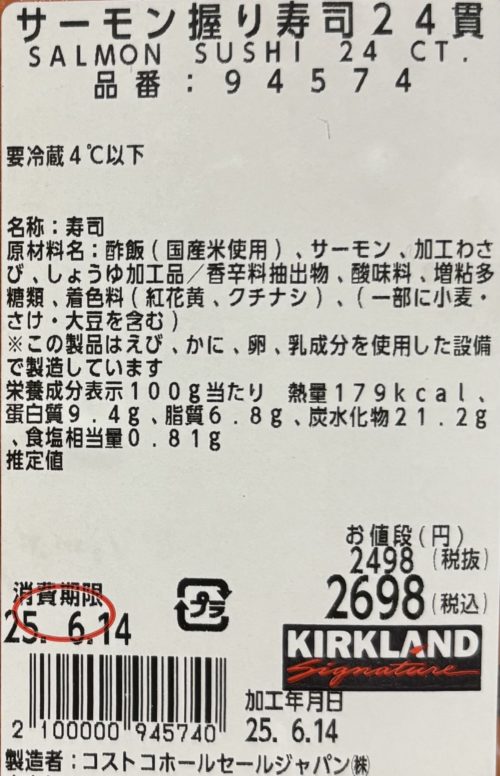 サーモン握り寿司24貫
SALMON SUSHI 24 CT.
品番:94574
要冷蔵4℃以下
名称:寿司
原材料名:酢飯(国産米使用)、サーモン、加工わさ
び、しょうゆ加工品/香辛料抽出物、酸味料、増粘多
糖類、着色料(紅花黄、クチナシ)、(一部に小麦・
さけ・大豆を含む)
※この製品はえび、かに、卵、乳成分を使用した設備
で製造しています
栄養成分表示100g当たり 熱量179kcal、
蛋白質9.4g、脂質6.8g、炭水化物21.2g
、食塩相当量0.81g
推定値
お値段(円)
2498(税抜)
2698(税込)
消費期限
25. 6.14
プラ
KIRKLAND
Signature
加工年月日
25. 6.14
2 100000 945740
製造者:コストコホールセールジャパン㈱